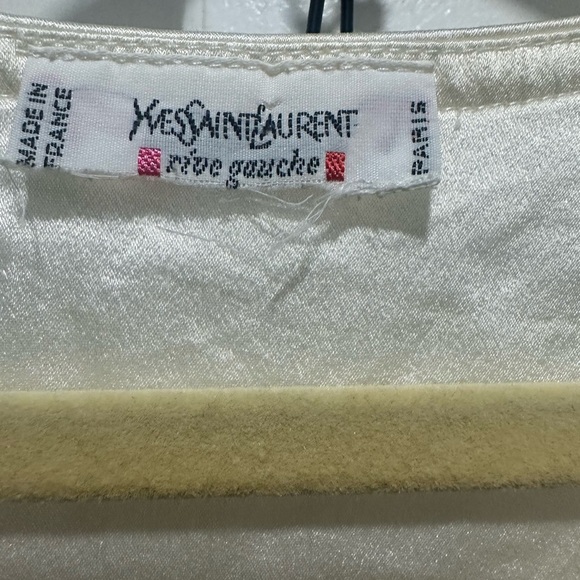 MADE IN
FRANCE
YVESSAINTLAURENT
rive gauche
PARIS